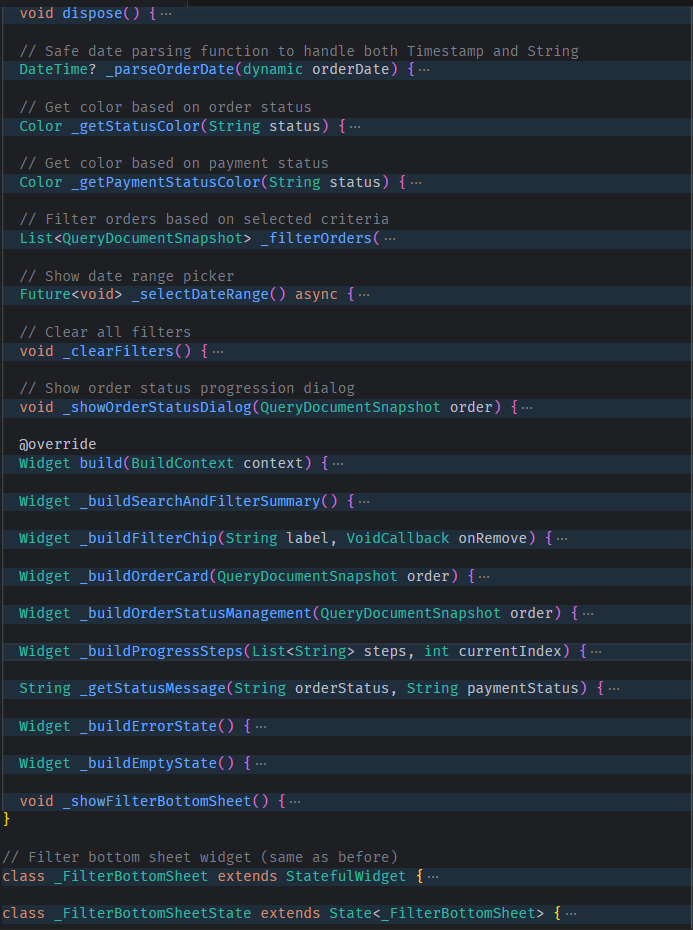 void dispose() {···
// Safe date parsing function to handle both Timestamp and String
DateTime? _parseOrderDate(dynamic orderDate) {···
// Get color based on order status
Color _getStatusColor(String status) {···
// Get color based on payment status
Color _getPaymentStatusColor(String status) {···
// Filter orders based on selected criteria
List<QueryDocumentSnapshot> _filterOrders(···
// Show date range picker
Future<void> _selectDateRange() async {···
// Clear all filters
void _clearFilters() {···
// Show order status progression dialog
void _showOrderStatusDialog(QueryDocumentSnapshot order) {···
@override
Widget build(BuildContext context) {···
Widget _buildSearchAndFilterSummary() {···
Widget _buildFilterChip(String label, VoidCallback onRemove) {···
Widget _buildOrderCard(QueryDocumentSnapshot order) {···
Widget _buildOrderStatusManagement(QueryDocumentSnapshot order) {···
Widget _buildProgressSteps(List<String> steps, int currentIndex) {···
String _getStatusMessage(String orderStatus, String paymentStatus) {···
Widget _buildErrorState() {···
Widget _buildEmptyState() {···
void _showFilterBottomSheet() {···
}
// Filter bottom sheet widget (same as before)
class _FilterBottomSheet extends StatefulWidget {···
class _FilterBottomSheetState extends State<_FilterBottomSheet> {···